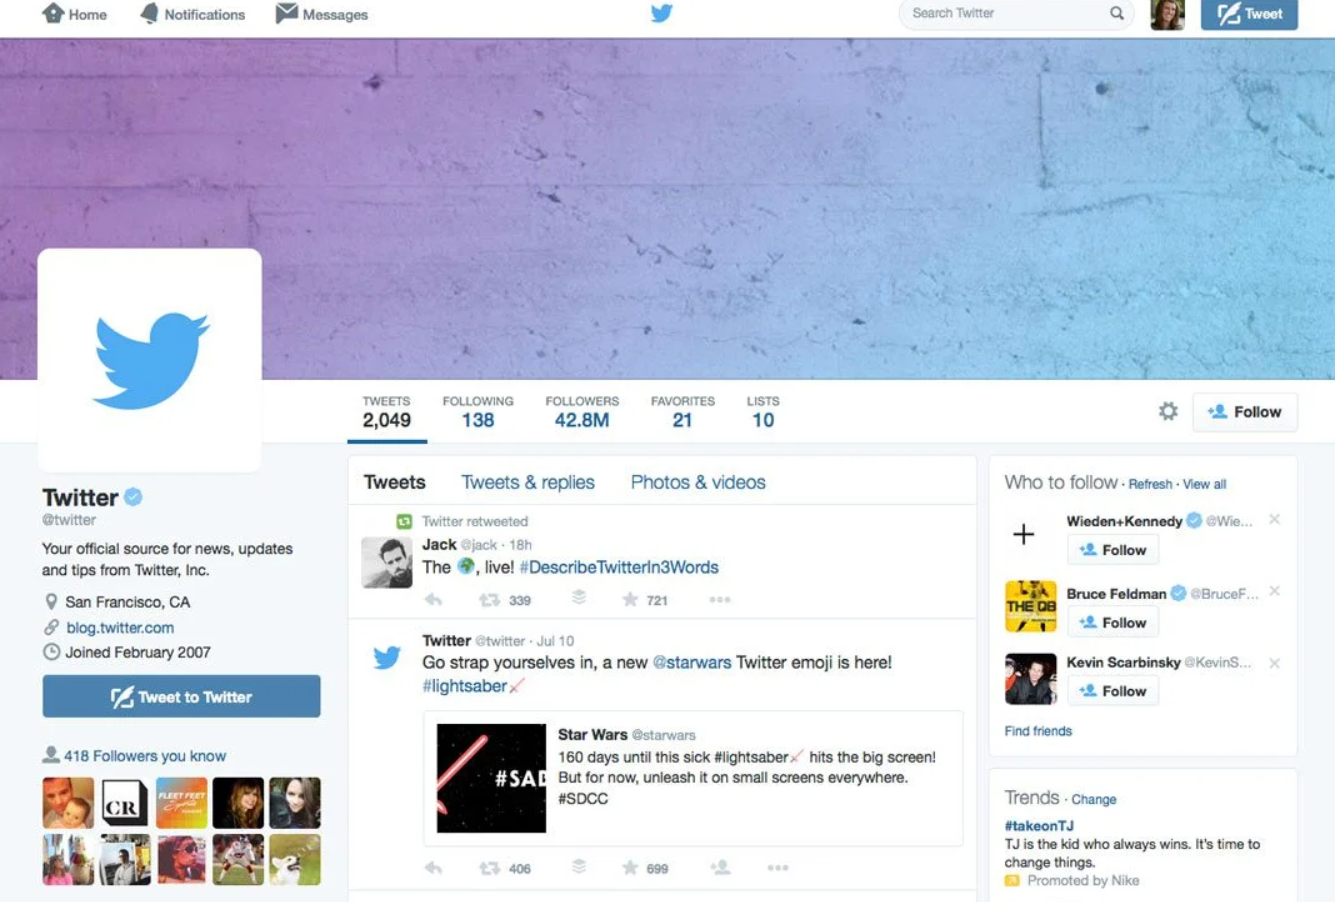 Home
Notifications
Messages
Search Twitter
Tweet
TWEETS
2,049
FOLLOWING
138
FOLLOWERS
42.8M
FAVORITES
21
LISTS
10
Follow
Twitter
@twitter
Your official source for news, updates
and tips from Twitter, Inc.
San Francisco, CA
blog.twitter.com
Joined February 2007
Tweet to Twitter
418 Followers you know
CR
FLEET FEET
Tweets
Tweets & replies
Photos & videos
Twitter retweeted
Jack @jack · 18h
The 🌍, live! #DescribeTwitterIn3Words
339
721
Twitter @twitter · Jul 10
Go strap yourselves in, a new @starwars Twitter emoji is here!
#lightsaber
#SAD
Star Wars @starwars
160 days until this sick #lightsaber hits the big screen!
But for now, unleash it on small screens everywhere.
#SDCC
406
699
Who to follow · Refresh · View all
Wieden+Kennedy @Wie...
Follow
THE QB
Bruce Feldman @BruceF...
Follow
Kevin Scarbinsky @KevinS...
Follow
Find friends
Trends · Change
#takeonTJ
TJ is the kid who always wins. It's time to
change things.
Promoted by Nike